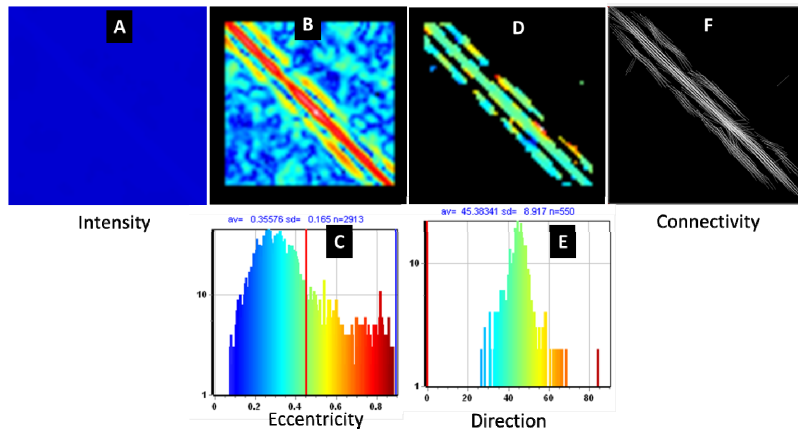 A
B
D
F
Intensity
Connectivity
av= 0.35576 sd= 0.165 n=2913
av= 45.38341 sd= 8.917 n=550
C
E
10
10
1
1
0 0.2 0.4 0.6 0.8
0 20 40 60 80
Eccentricity
Direction